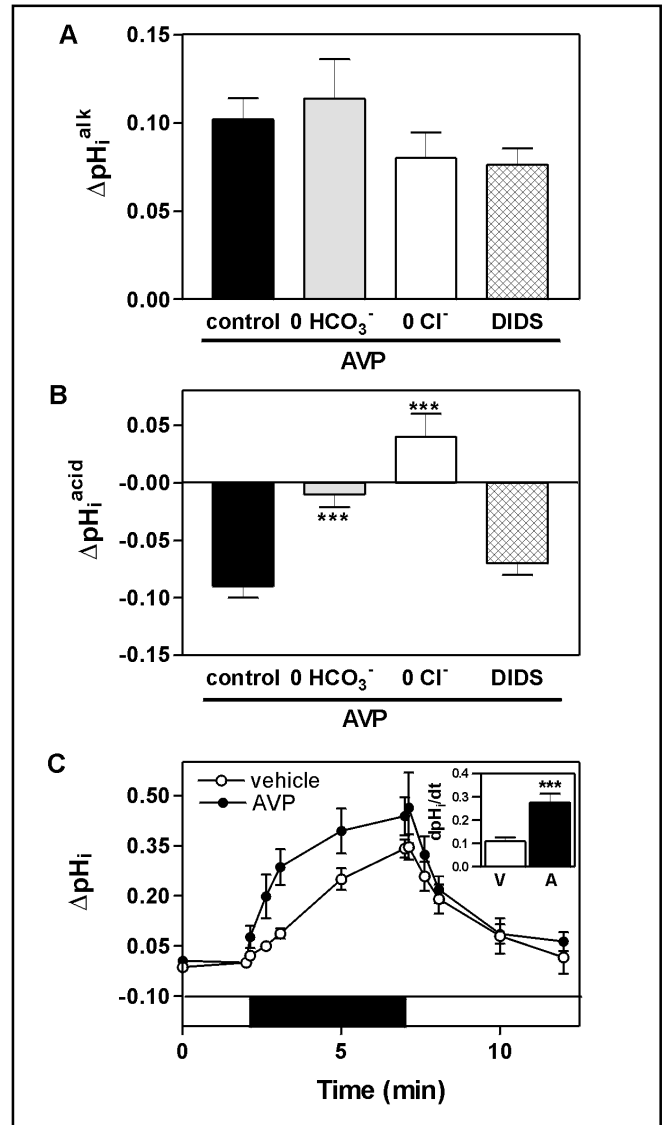 A
0.15
0.10
0.05
0.00
ΔpHᵢᵃˡᵏ
control 0 HCO₃⁻ 0 Cl⁻ DIDS
AVP
B
***
0.05
-0.00
-0.05
-0.10
-0.15
***
ΔpHᵢᵃᶜⁱᵈ
control 0 HCO₃⁻ 0 Cl⁻ DIDS
AVP
C
vehicle
AVP
0.50
0.35
0.20
0.05
-0.10
ΔpHᵢ
0.4
0.3
0.2
0.1
0.0
dpHᵢ/dt
***
V A
0 5 10
Time (min)